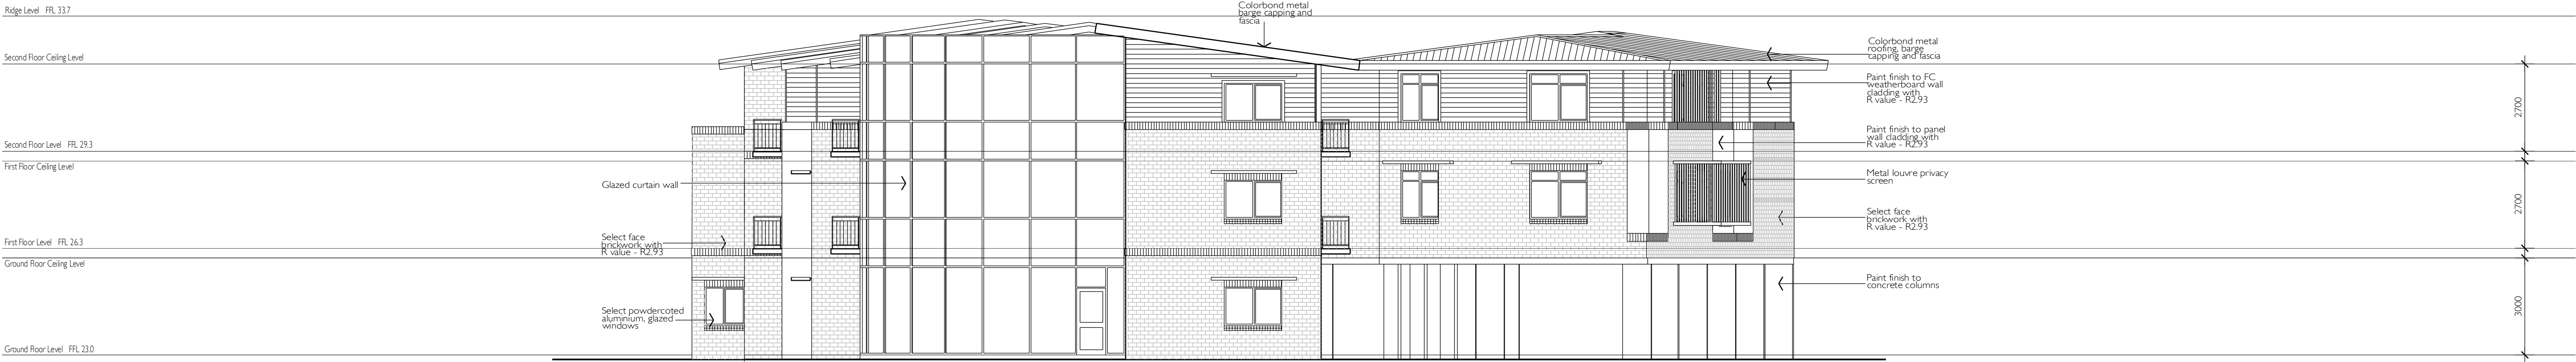 Ridge Level   FFL 33.7
Second Floor Ceiling Level
Second Floor Level   FFL 29.3
First Floor Ceiling Level
First Floor Level   FFL 26.3
Ground Floor Ceiling Level
Ground Floor Level   FFL 23.0
Glazed curtain wall
Select face
brickwork with
R value - R2.93
Select powdercoted
aluminium, glazed
windows
Colorbond metal
barge capping and
fascia
Colorbond metal
roofing, barge
capping and fascia
Paint finish to FC
weatherboard wall
cladding with
R value - R2.93
Paint finish to panel
wall cladding with
R value - R2.93
Metal louvre privacy
screen
Select face
brickwork with
R value - R2.93
Paint finish to
concrete columns
2700
2700
3000